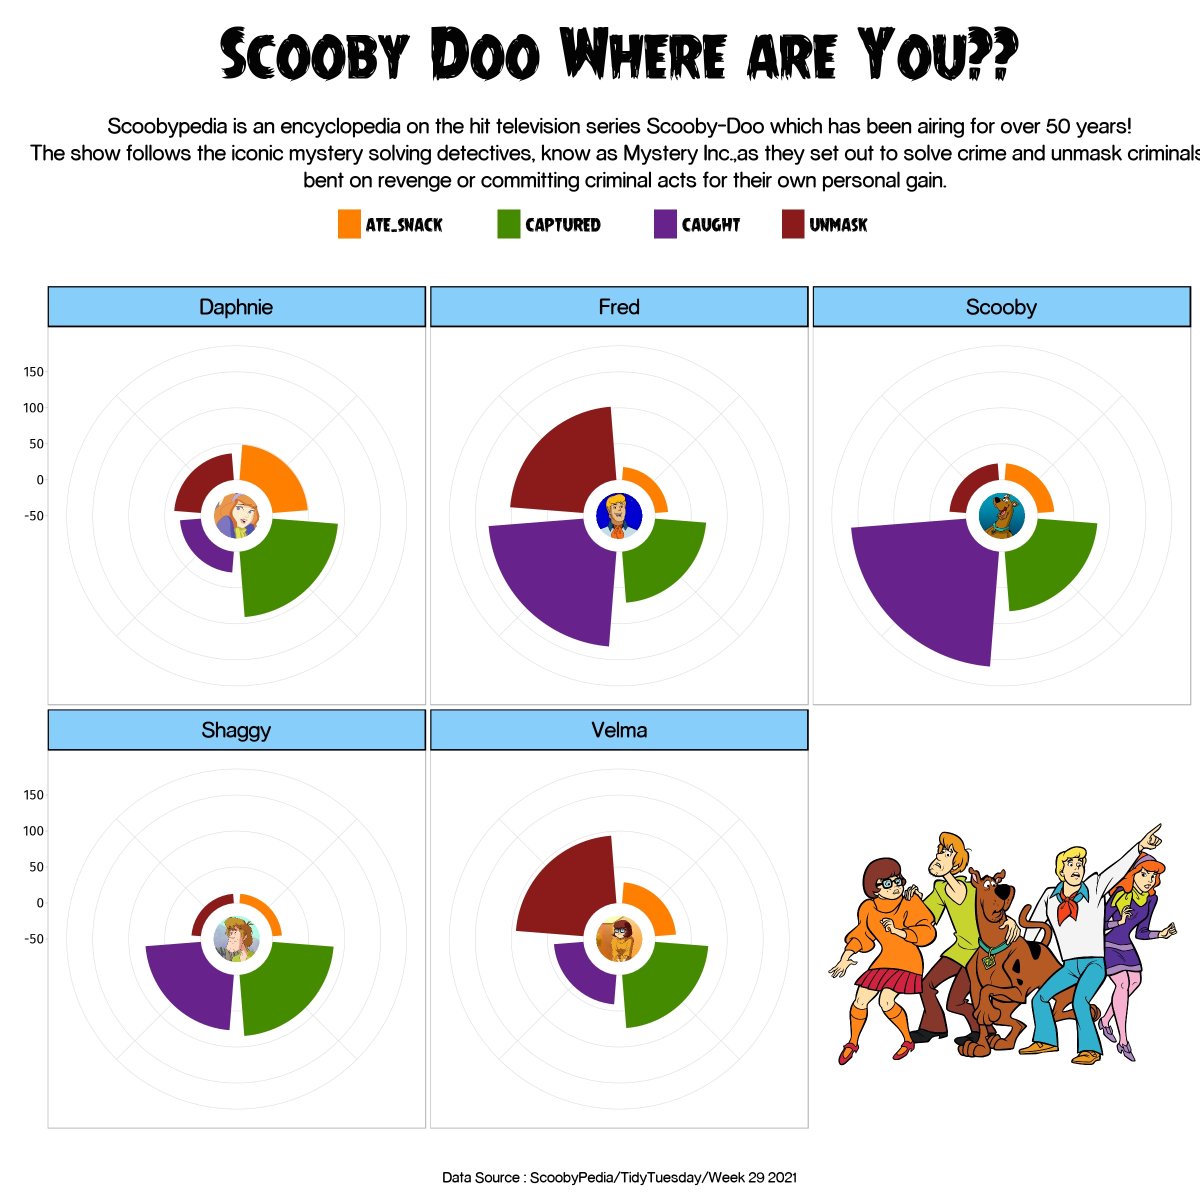 Scooby Doo Where are You??
Scoobypedia is an encyclopedia on the hit television series Scooby-Doo which has been airing for over 50 years!
The show follows the iconic mystery solving detectives, know as Mystery Inc.,as they set out to solve crime and unmask criminals
bent on revenge or committing criminal acts for their own personal gain.
ATE_SNACK CAPTURED CAUGHT UNMASK
Daphnie Fred Scooby
150
100
50
0
-50
Shaggy Velma
150
100
50
0
-50
Data Source : ScoobyPedia/TidyTuesday/Week 29 2021